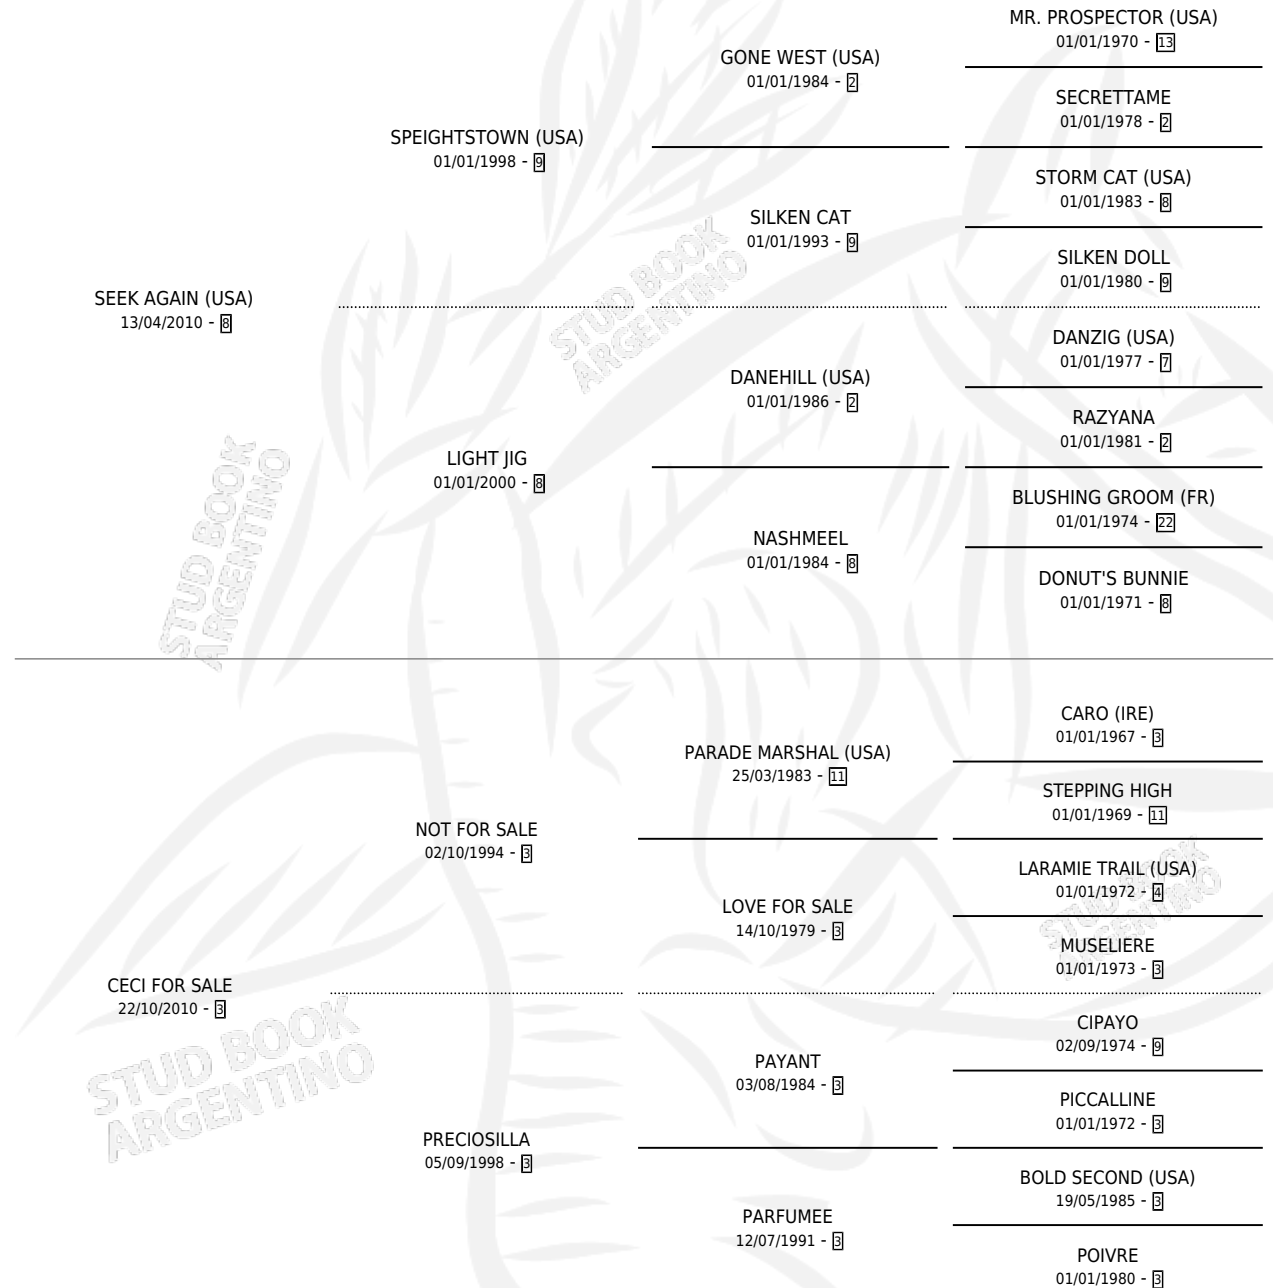 MR. PROSPECTOR (USA)
01/01/1970 - 13
GONE WEST (USA)
01/01/1984 - 2
SECRETTAME
01/01/1978 - 2
SPEIGHTSTOWN (USA)
01/01/1998 - 9
STORM CAT (USA)
01/01/1983 - 8
SILKEN CAT
01/01/1993 - 9
SILKEN DOLL
01/01/1980 - 9
SEEK AGAIN (USA)
13/04/2010 - 8
STUD BOOK
ARGENTINO
DANZIG (USA)
01/01/1977 - 7
DANEHILL (USA)
01/01/1986 - 2
RAZYANA
01/01/1981 - 2
LIGHT JIG
01/01/2000 - 8
BLUSHING GROOM (FR)
01/01/1974 - 22
NASHMEEL
01/01/1984 - 8
DONUT'S BUNNIE
01/01/1971 - 8
STUD BOOK
ARGENTINO
CARO (IRE)
01/01/1967 - 3
PARADE MARSHAL (USA)
25/03/1983 - 11
STEPPING HIGH
01/01/1969 - 11
NOT FOR SALE
02/10/1994 - 3
LARAMIE TRAIL (USA)
01/01/1972 - 4
LOVE FOR SALE
14/10/1979 - 3
STUD BOOK
ARGENTINO
MUSELIERE
01/01/1973 - 3
CECI FOR SALE
22/10/2010 - 3
CIPAYO
02/09/1974 - 9
PAYANT
03/08/1984 - 3
STUD BOOK
ARGENTINO
PICCALLINE
01/01/1972 - 3
PRECIOSILLA
05/09/1998 - 3
BOLD SECOND (USA)
19/05/1985 - 3
PARFUMEE
12/07/1991 - 3
POIVRE
01/01/1980 - 3